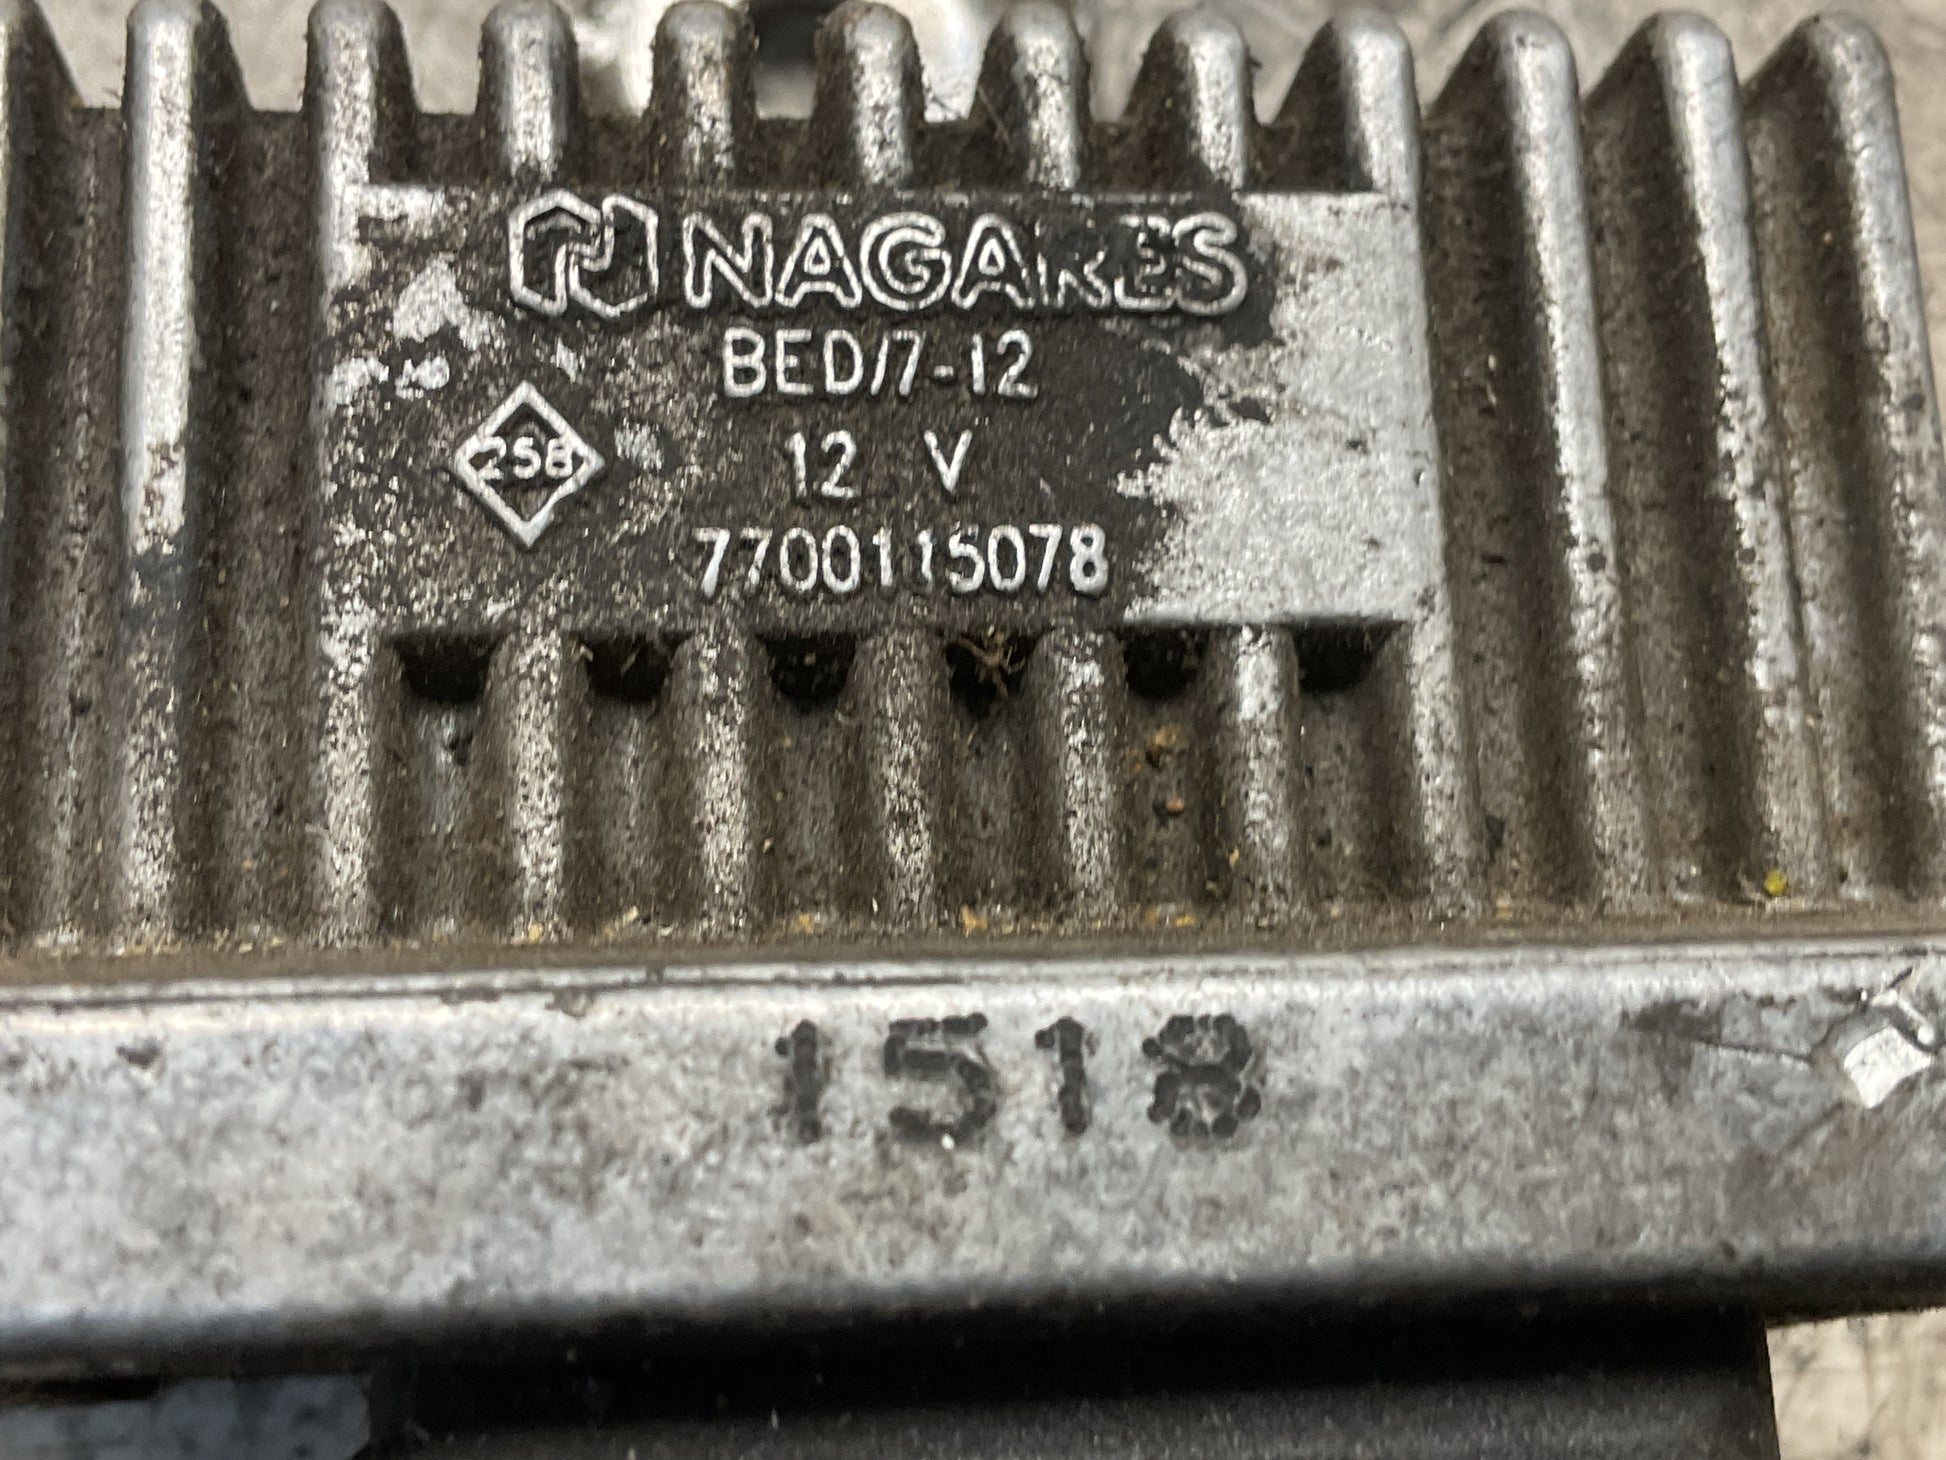 NAGARES
BED/7-12
258
12 V
7700115078
1518